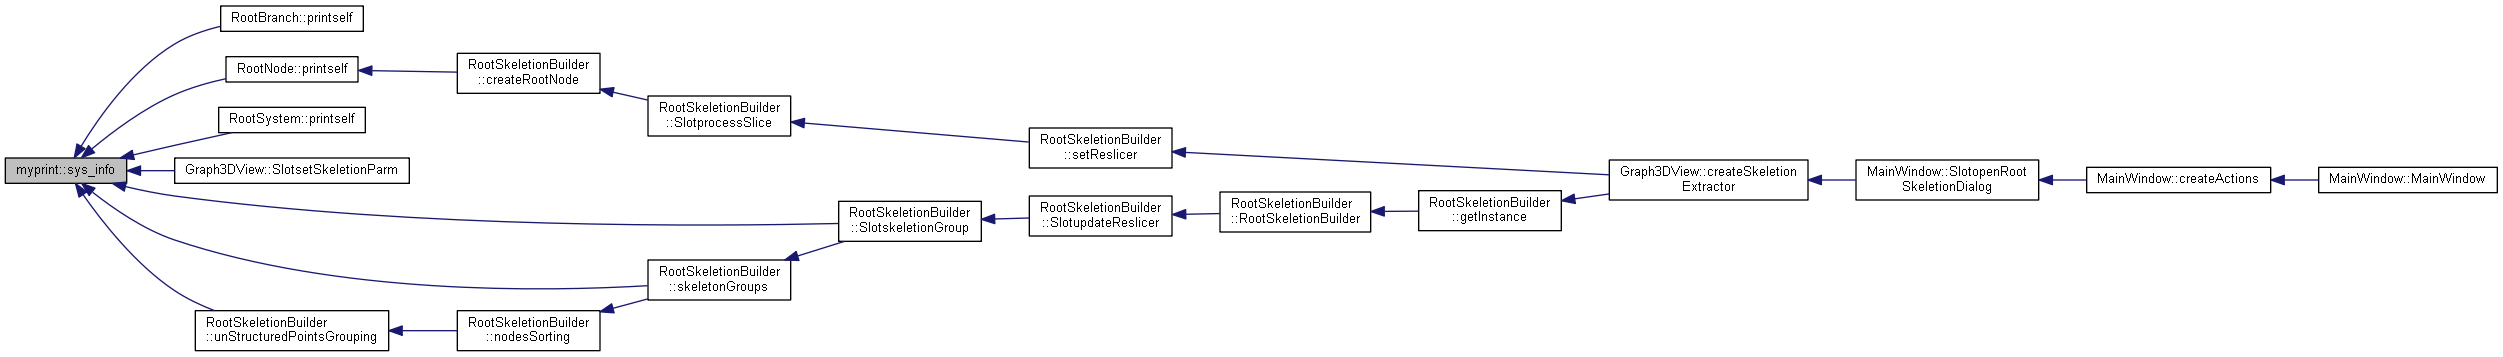 RootBranch::printself
RootNode::printself
RootSkeletionBuilder
::createRootNode
RootSystem::printself
RootSkeletionBuilder
::SlotprocessSlice
RootSkeletionBuilder
::setReslicer
myprint::sys_info
Graph3DView::SlotsetSkeletionParm
Graph3DView::createSkeletion
Extractor
MainWindow::SlotopenRoot
SkeletionDialog
MainWindow::createActions
MainWindow::MainWindow
RootSkeletionBuilder
::SlotskeletionGroup
RootSkeletionBuilder
::SlotupdateReslicer
RootSkeletionBuilder
::RootSkeletionBuilder
RootSkeletionBuilder
::getInstance
RootSkeletionBuilder
::skeletonGroups
RootSkeletionBuilder
::unStructuredPointsGrouping
RootSkeletionBuilder
::nodesSorting